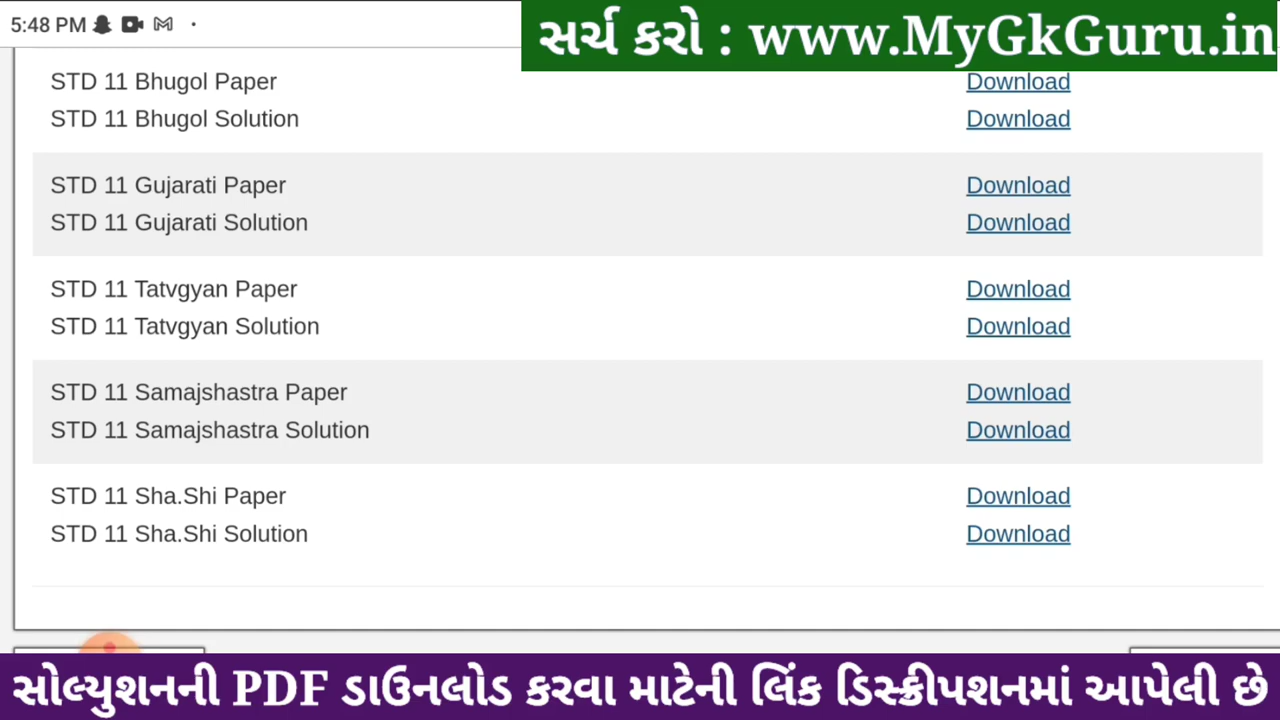 5:48 PM
સર્ચ કરો : www.MyGkGuru.in
STD 11 Bhugol Paper Download
STD 11 Bhugol Solution Download
STD 11 Gujarati Paper Download
STD 11 Gujarati Solution Download
STD 11 Tatvgyan Paper Download
STD 11 Tatvgyan Solution Download
STD 11 Samajshastra Paper Download
STD 11 Samajshastra Solution Download
STD 11 Sha.Shi Paper Download
STD 11 Sha.Shi Solution Download
સોલ્યુશનની PDF ડાઉનલોડ કરવા માટેની લિંક ડિસ્ક્રીપશનમાં આપેલી છે